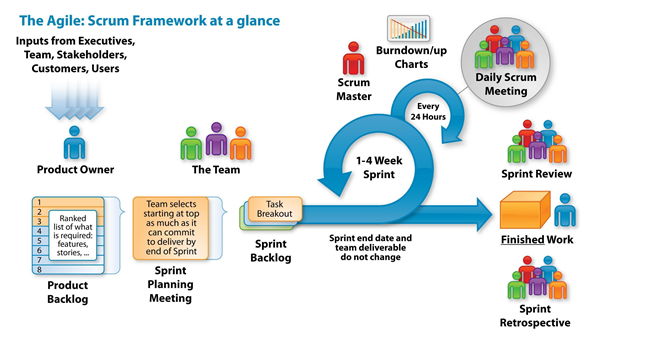 The Agile: Scrum Framework at a glance
Inputs from Executives,
Team, Stakeholders,
Customers, Users
Product Owner
The Team
1
2
3
4
5
6
7
8
Ranked
list of what
is required:
features,
stories, ...
Product
Backlog
Team selects
starting at top
as much as it
can commit
to deliver by
end of Sprint
Sprint
Planning
Meeting
Task
Breakout
Sprint
Backlog
Scrum
Master
Burndown/up
Charts
Every
24 Hours
1-4 Week
Sprint
Sprint end date and
team deliverable
do not change
Daily Scrum
Meeting
Sprint Review
Finished Work
Sprint
Retrospective